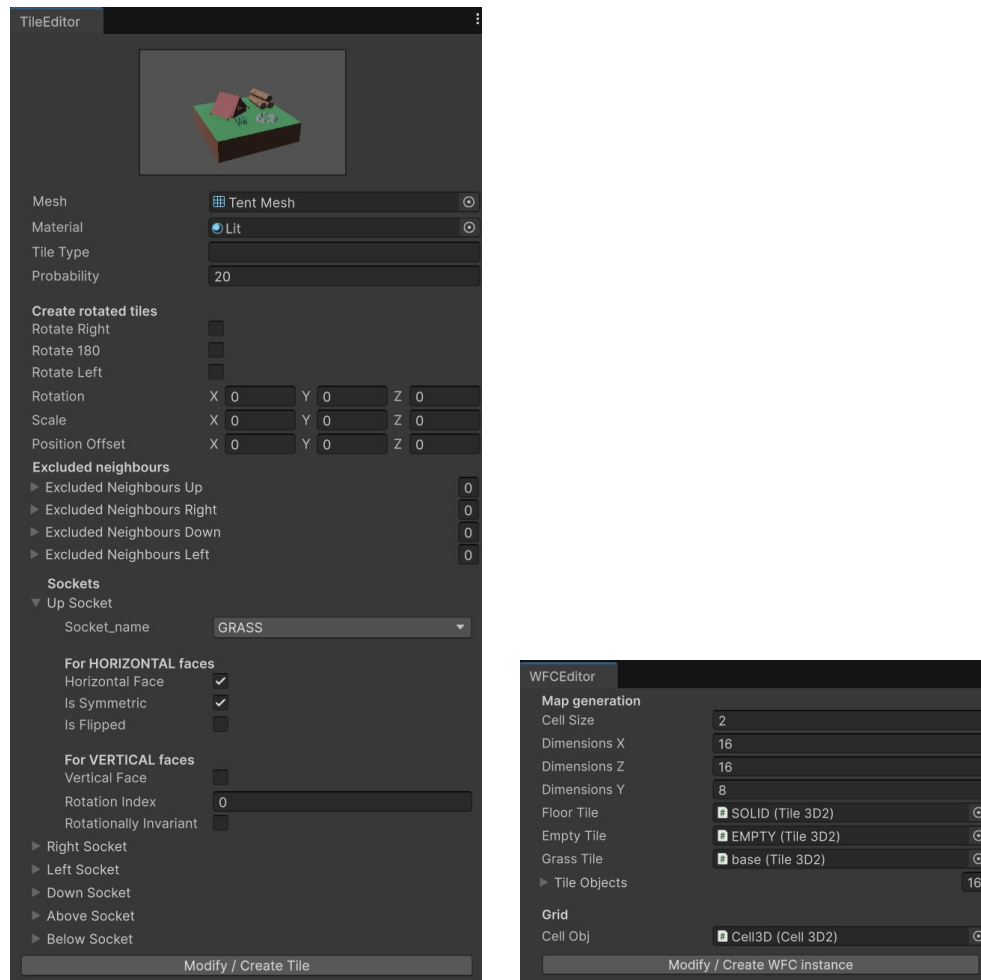 TileEditor
Mesh Tent Mesh
Material Lit
Tile Type
Probability 20
Create rotated tiles
Rotate Right
Rotate 180
Rotate Left
Rotation X 0 Y 0 Z 0
Scale X 0 Y 0 Z 0
Position Offset X 0 Y 0 Z 0
Excluded neighbours
Excluded Neighbours Up 0
Excluded Neighbours Right 0
Excluded Neighbours Down 0
Excluded Neighbours Left 0
Sockets
Up Socket
Socket_name GRASS
For HORIZONTAL faces
Horizontal Face
Is Symmetric
Is Flipped
For VERTICAL faces
Vertical Face
Rotation Index 0
Rotationally Invariant
Right Socket
Left Socket
Down Socket
Above Socket
Below Socket
Modify / Create Tile
WFCEditor
Map generation
Cell Size 2
Dimensions X 16
Dimensions Z 16
Dimensions Y 8
Floor Tile SOLID (Tile 3D2)
Empty Tile EMPTY (Tile 3D2)
Grass Tile base (Tile 3D2)
Tile Objects 16
Grid
Cell Obj Cell3D (Cell 3D2)
Modify / Create WFC instance